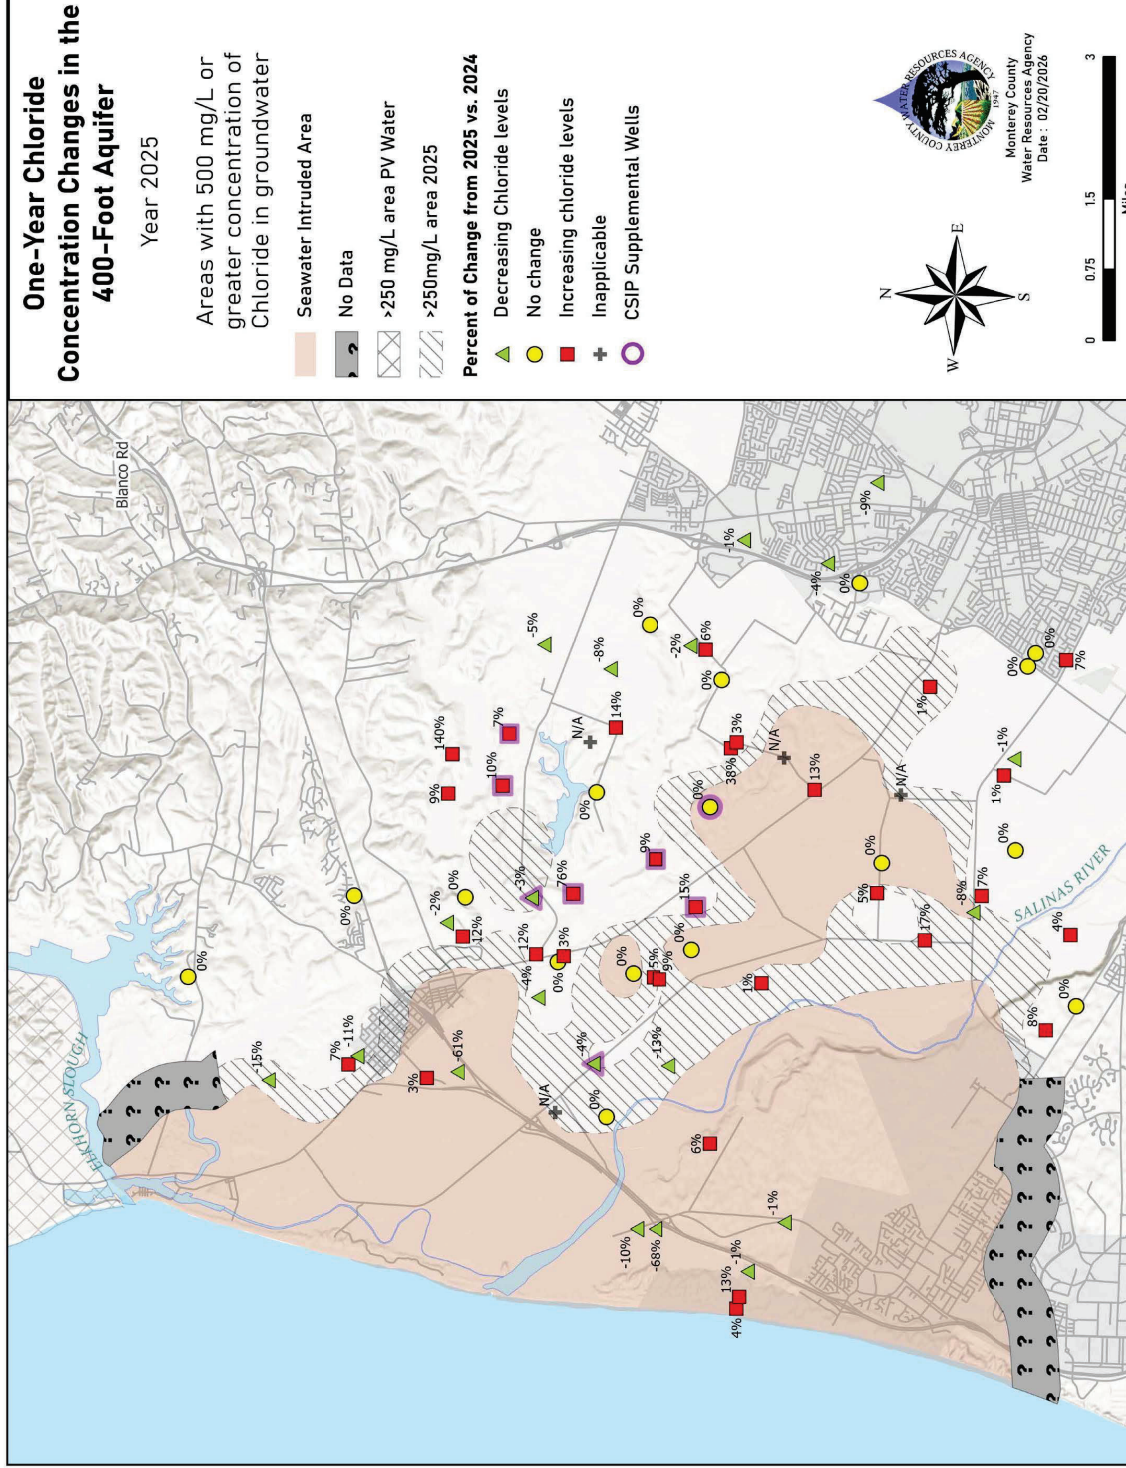 One-Year Chloride
Concentration Changes in the
400-Foot Aquifer
Year 2025
Areas with 500 mg/L or
greater concentration of
Chloride in groundwater
Seawater Intruded Area
? No Data
>250 mg/L area PV Water
>250mg/L area 2025
Percent of Change from 2025 vs. 2024
Decreasing Chloride levels
No change
Increasing chloride levels
Inapplicable
CSIP Supplemental Wells
N
W
E
S
MONTEREY COUNTY WATER RESOURCES AGENCY
1947
Monterey County
Water Resources Agency
Date : 02/20/2026
0 0.75 1.5 3
Miles
Blanco Rd
ELKHORN SLOUGH
SALINAS RIVER
0%
-15%
7%
-11%
3%
-61%
0%
-2%
0%
12%
9%
140%
10%
7%
-3%
76%
12%
3%
0%
4%
-5%
-8%
N/A
14%
0%
0%
-2%
6%
0%
3%
38%
N/A
0%
9%
15%
0%
0%
5%
9%
-4%
N/A
0%
-13%
1%
6%
-10%
-68%
-1%
-1%
13%
4%
13%
N/A
0%
5%
17%
-8%
7%
1%
-1%
-4%
0%
-9%
1%
-1%
0%
0%
0%
7%
4%
8%
0%
? ? ? ? ? ? ? ?
? ? ? ? ? ? ? ? ? ? ? ?